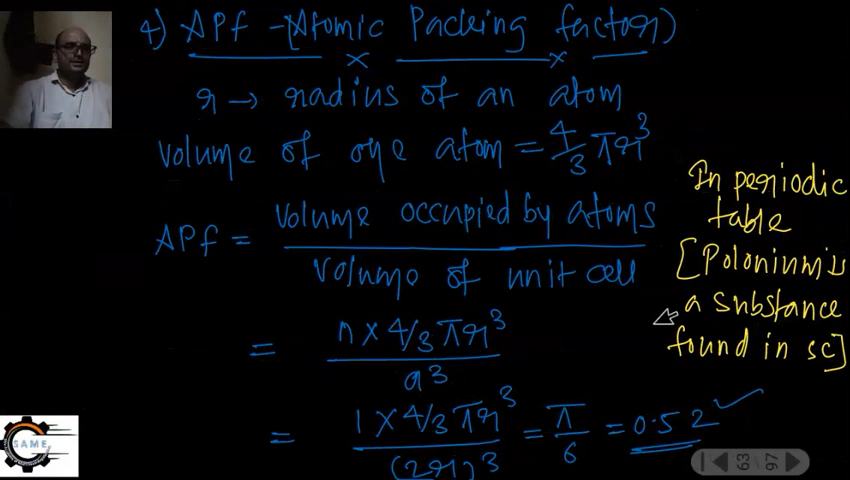 4) APF - (Atomic Packing factor)
r → radius of an atom
Volume of one atom = 4/3 πr³
APF = Volume occupied by atoms / Volume of unit cell
= n × 4/3 πr³ / a³
= 1 × 4/3 πr³ / (2r)³ = π/6 = 0.52 ✓
In periodic
table
[Polonium is
a substance
found in sc]
SAME
63/97